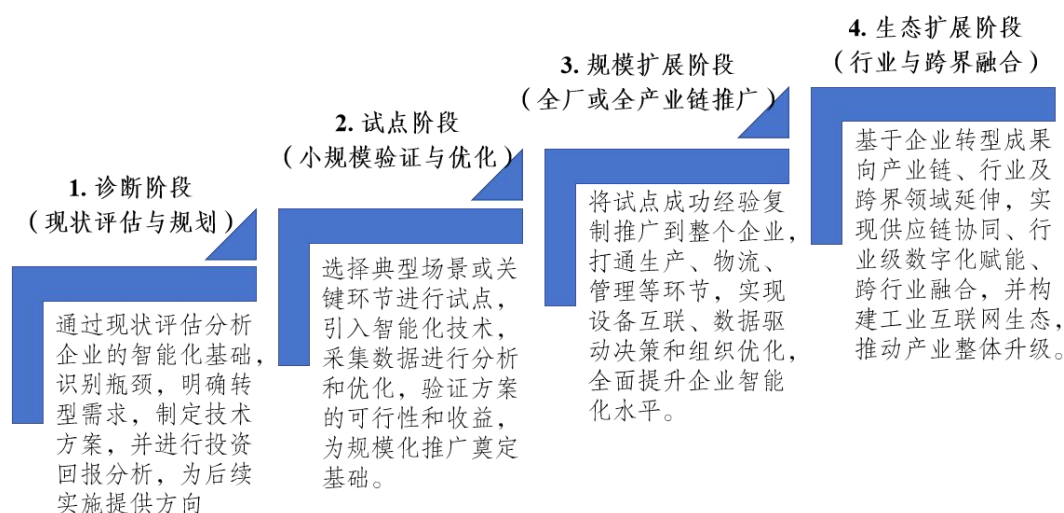 1. 诊断阶段
（现状评估与规划）
通过现状评估分析
企业的智能化基础，
识别瓶颈，明确转
型需求，制定技术
方案，并进行投资
回报分析，为后续
实施提供方向
2. 试点阶段
（小规模验证与优化）
选择典型场景或关
键环节进行试点，
引入智能化技术，
采集数据进行分析
和优化，验证方案
的可行性和收益，
为规模化推广奠定
基础。
3. 规模扩展阶段
（全厂或全产业链推广）
将试点成功经验复
制推广到整个企业，
打通生产、物流、
管理等环节，实现
设备互联、数据驱
动决策和组织优化，
全面提升企业智能
化水平。
4. 生态扩展阶段
（行业与跨界融合）
基于企业转型成果
向产业链、行业及
跨界领域延伸，实
现供应链协同、行
业级数字化赋能、
跨行业融合，并构
建工业互联网生态，
推动产业整体升级。